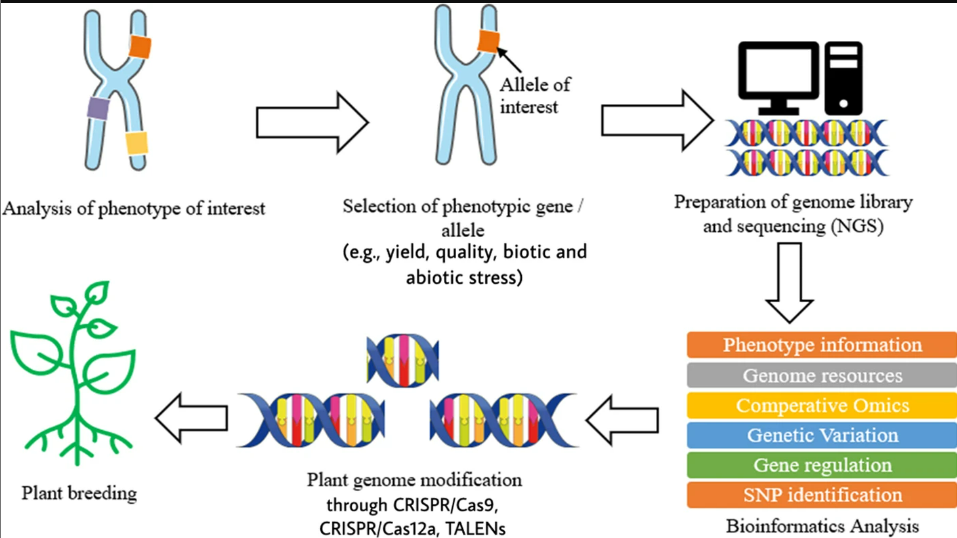 Allele of
interest
Analysis of phenotype of interest
Selection of phenotypic gene /
allele
(e.g., yield, quality, biotic and
abiotic stress)
Preparation of genome library
and sequencing (NGS)
Phenotype information
Genome resources
Comperative Omics
Genetic Variation
Gene regulation
SNP identification
Bioinformatics Analysis
Plant genome modification
through CRISPR/Cas9,
CRISPR/Cas12a, TALENs
Plant breeding